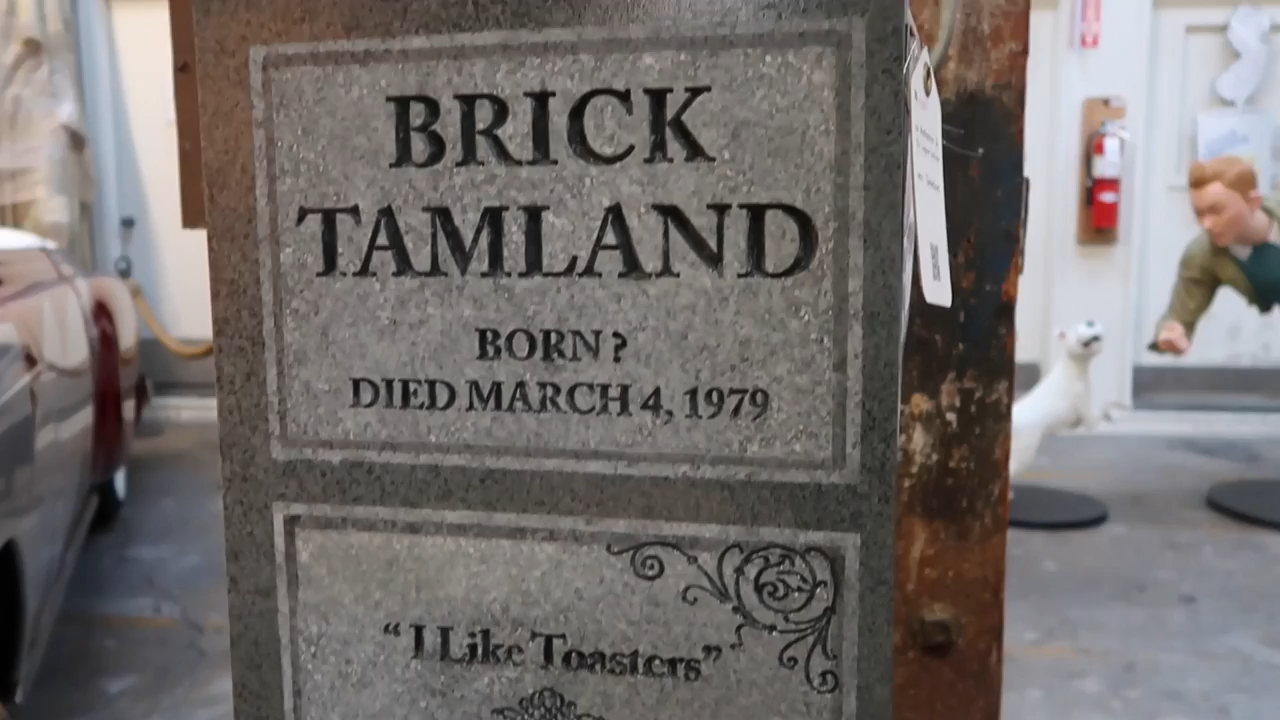 BRICK
TAMLAND
BORN ?
DIED MARCH 4, 1979
“I Like Toasters”